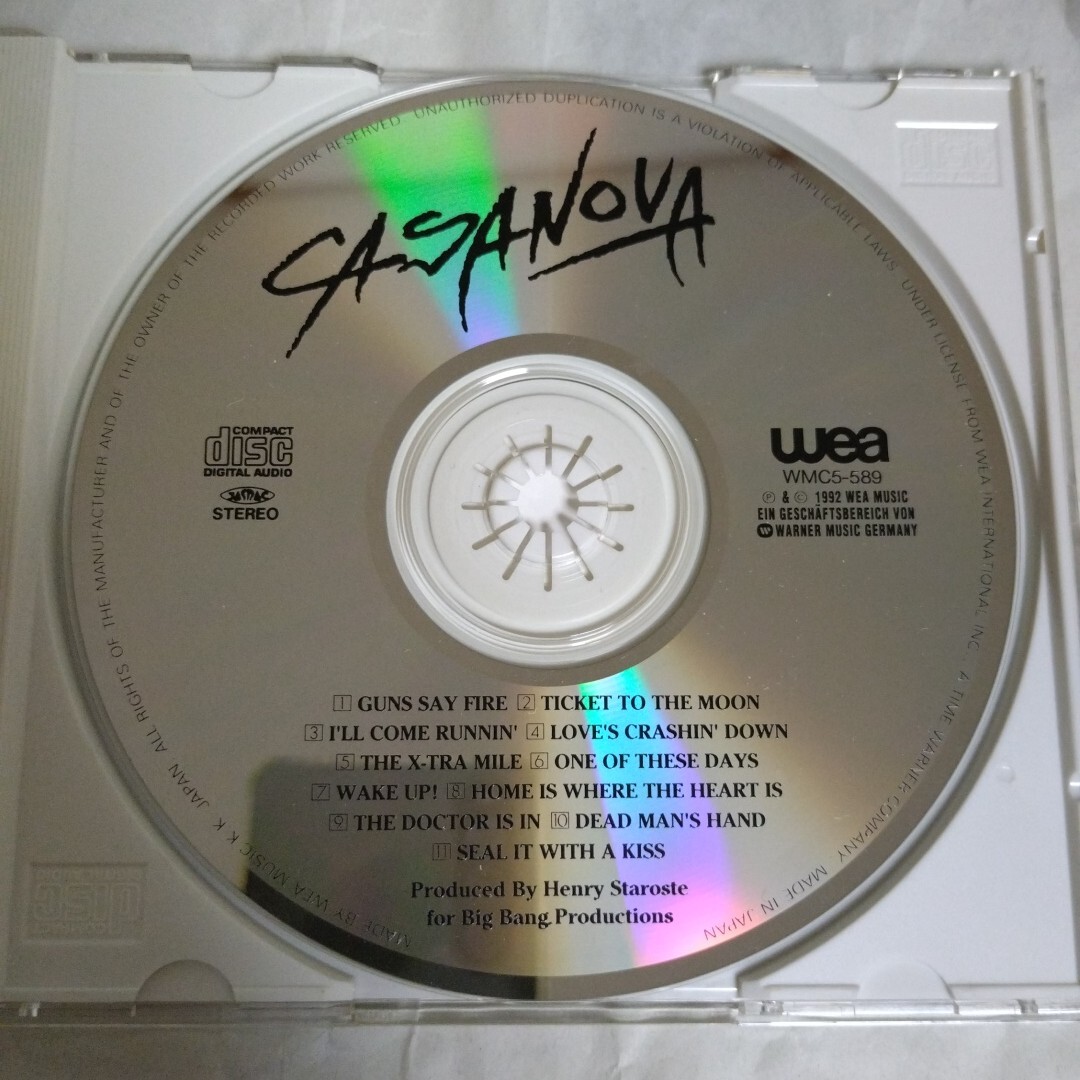 CASANOVA
COMPACT
disc
DIGITAL AUDIO
JASRAC
STEREO
wea
WMC5-589
Ⓟ & © 1992 WEA MUSIC
EIN GESCHÄFTSBEREICH VON
WARNER MUSIC GERMANY
1 GUNS SAY FIRE 2 TICKET TO THE MOON
3 I'LL COME RUNNIN' 4 LOVE'S CRASHIN' DOWN
5 THE X-TRA MILE 6 ONE OF THESE DAYS
7 WAKE UP! 8 HOME IS WHERE THE HEART IS
9 THE DOCTOR IS IN 10 DEAD MAN'S HAND
11 SEAL IT WITH A KISS
Produced By Henry Staroste
for Big Bang Productions
MADE BY WEA MUSIC K.K. JAPAN ALL RIGHTS OF THE MANUFACTURER AND OF THE OWNER OF THE RECORDED WORK RESERVED UNAUTHORIZED DUPLICATION IS A VIOLATION OF APPLICABLE LAWS UNDER LICENSE FROM WEA INTERNATIONAL INC. A TIME WARNER COMPANY MADE IN JAPAN